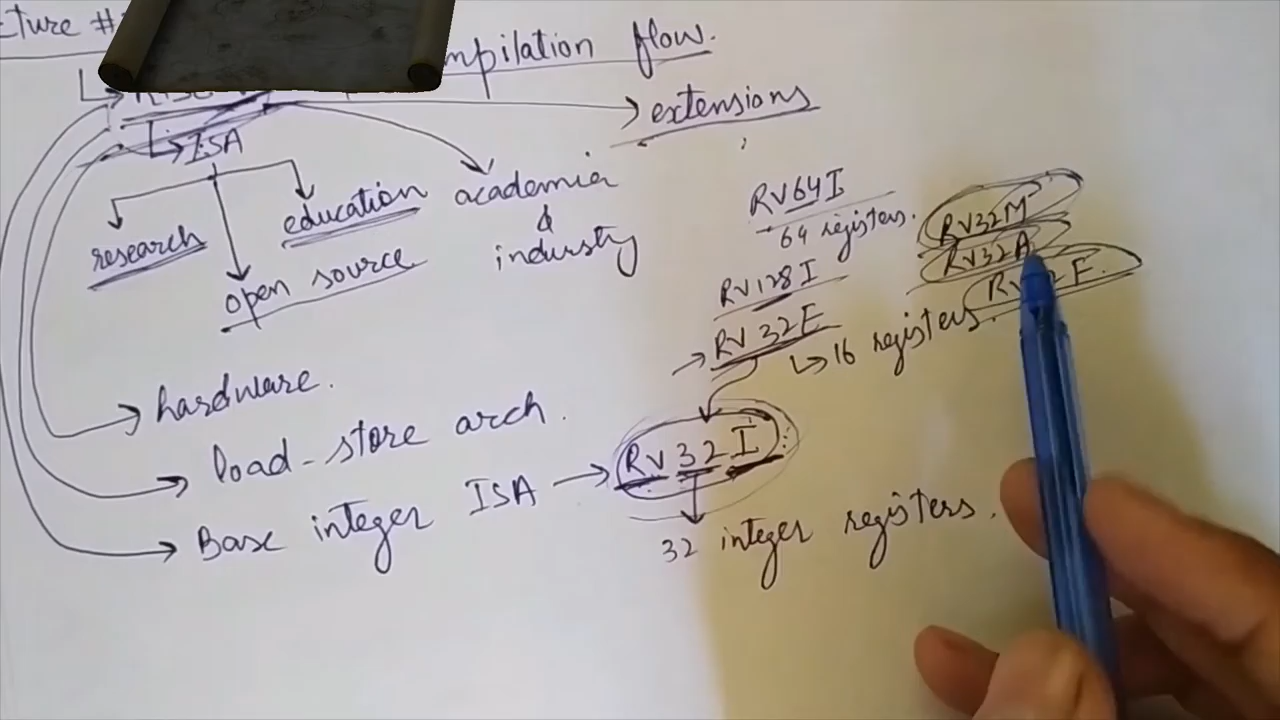 cture #
mpilation flow.
extensions
ISA
research
education
open source
academia
&
industry
RV64I
64 registers.
RV128I
RV32E
16 registers.
RV32M
RV32A
hardware.
load-store arch.
Base integer ISA
RV32I
32 integer registers.